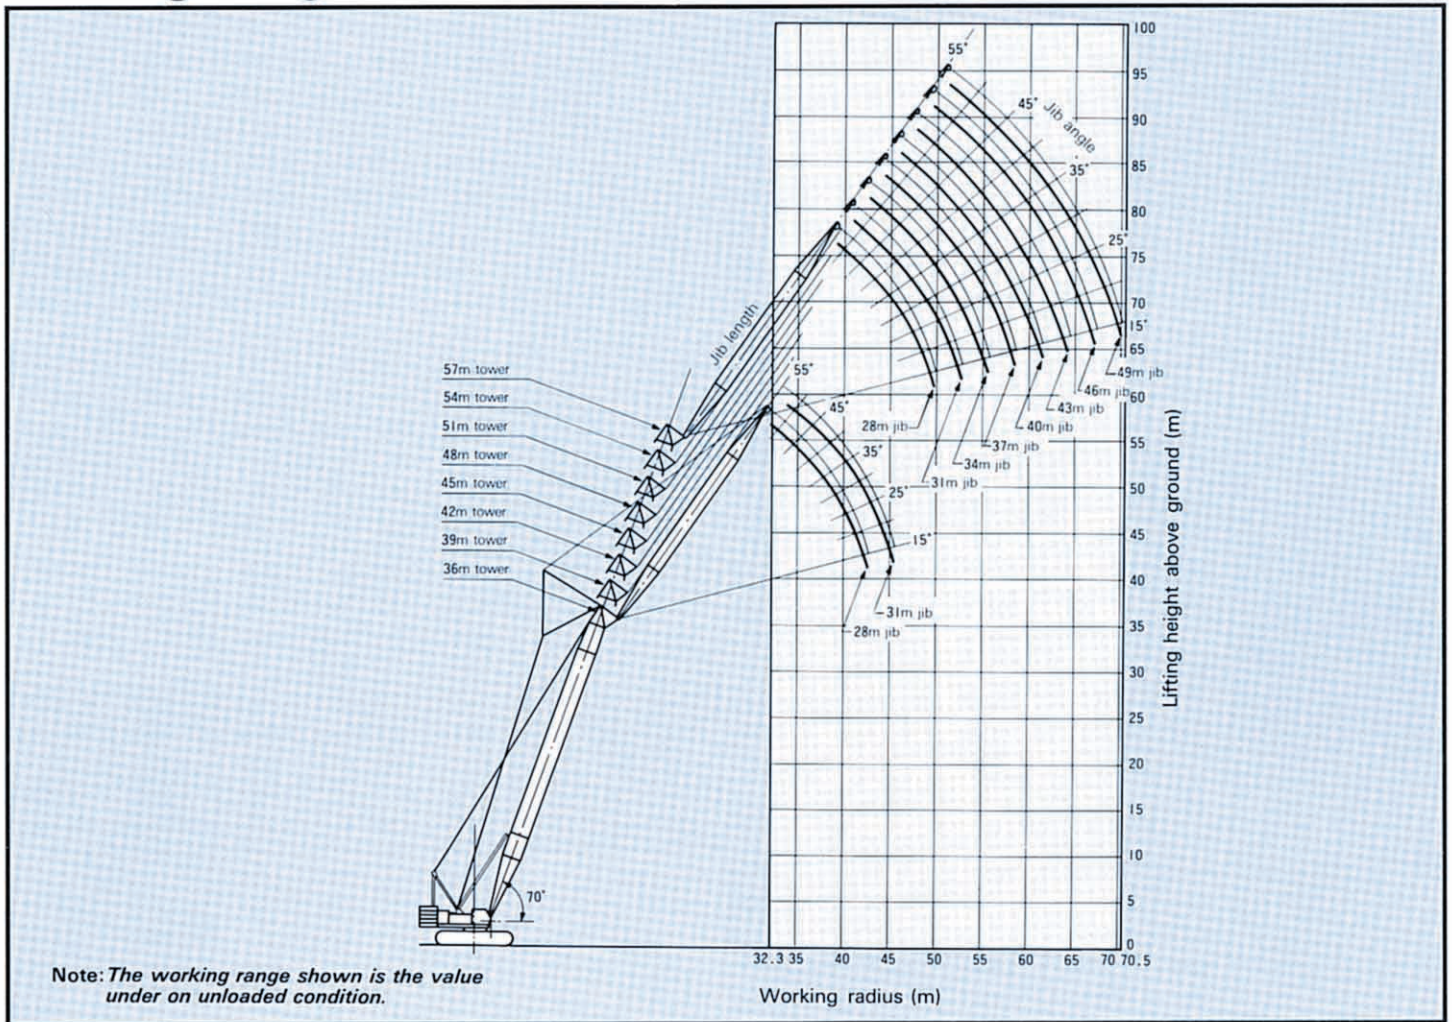 100
55°
95
45°
Jib angle
90
35°
85
80
25°
75
70
15°
65
Jib length
55°
49m jib
46m jib
43m jib
40m jib
37m jib
34m jib
31m jib
28m jib
60
57m tower
54m tower
51m tower
48m tower
45m tower
42m tower
39m tower
36m tower
45°
35°
25°
15°
55
50
45
40
31m jib
28m jib
35
30
25
20
15
10
5
0
Lifting height above ground (m)
70°
32.3 35 40 45 50 55 60 65 70 70.5
Working radius (m)
Note: The working range shown is the value
under on unloaded condition.